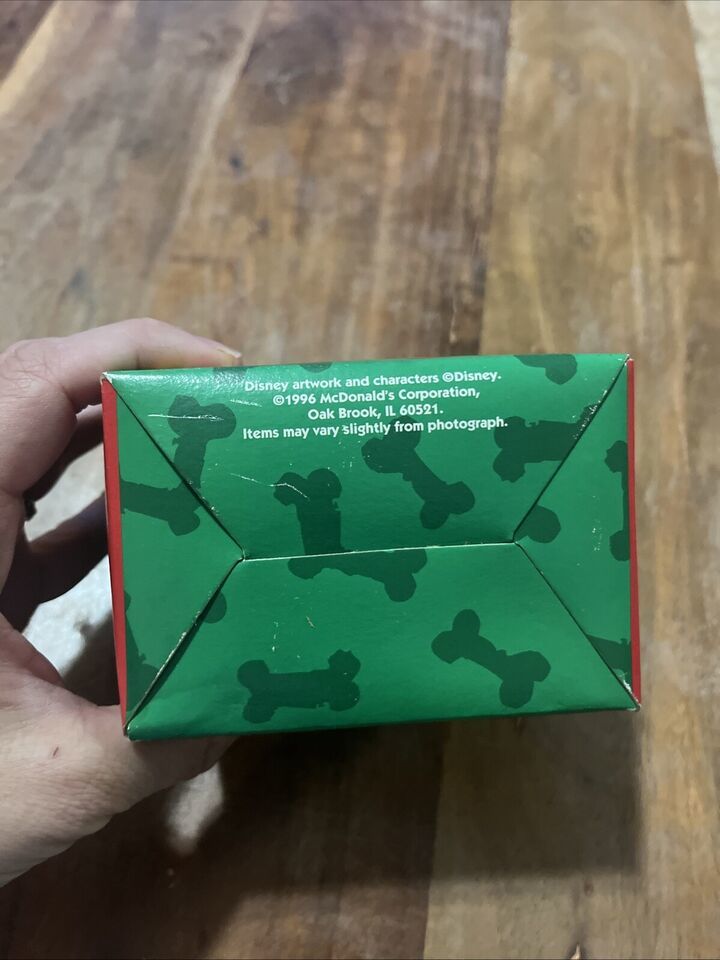 Disney artwork and characters ©Disney.
©1996 McDonald's Corporation,
Oak Brook, IL 60521.
Items may vary slightly from photograph.